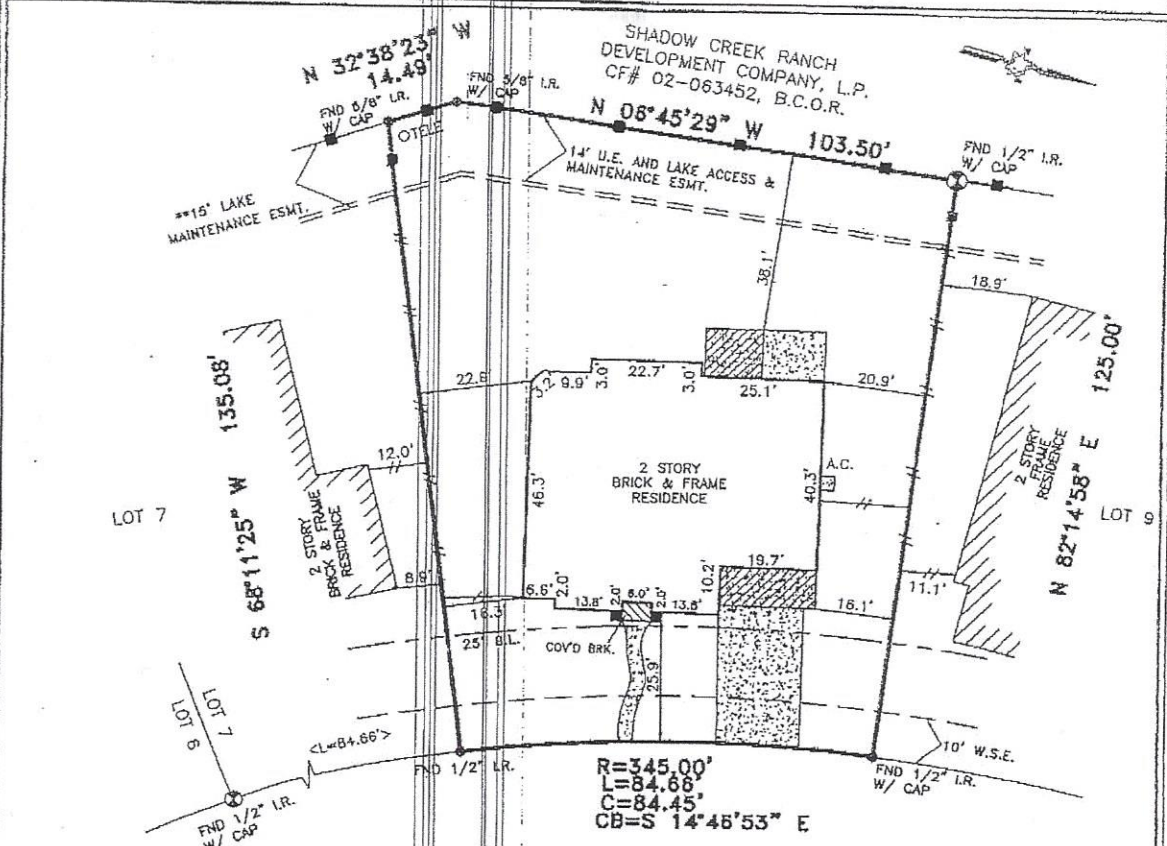 N 32°38'23" W
14.49'
FND 5/8" I.R.
W/ CAP
FND 5/8" I.R.
W/ CAP
OTELE
SHADOW CREEK RANCH
DEVELOPMENT COMPANY, L.P.
CF# 02-063452, B.C.O.R.
N 08°45'29" W 103.50'
FND 1/2" I.R.
W/ CAP
14' U.E. AND LAKE ACCESS &
MAINTENANCE ESMT.
**15' LAKE
MAINTENANCE ESMT.
38.1'
18.9'
S 68°11'25" W 135.08'
22.8'
3.2'
9.9'
3.0'
22.7'
3.0'
25.1'
20.9'
N 82°14'58" E 125.00'
12.0'
46.3'
2 STORY
BRICK & FRAME
RESIDENCE
40.3'
A.C.
2 STORY
FRAME
RESIDENCE
LOT 7
2 STORY
BRICK & FRAME
RESIDENCE
LOT 9
8.9'
16.3'
6.6'
2.0'
13.8'
2.0'
6.0'
2.0'
13.8'
10.2'
19.7'
16.1'
11.1'
25' B.L.
COV'D BRK.
25.9'
LOT 7
LOT 6
<L=84.66'>
FND 1/2" I.R.
10' W.S.E.
FND 1/2" I.R.
W/ CAP
FND 1/2" I.R.
W/ CAP
R=345.00'
L=84.66'
C=84.45'
CB=S 14°46'53" E